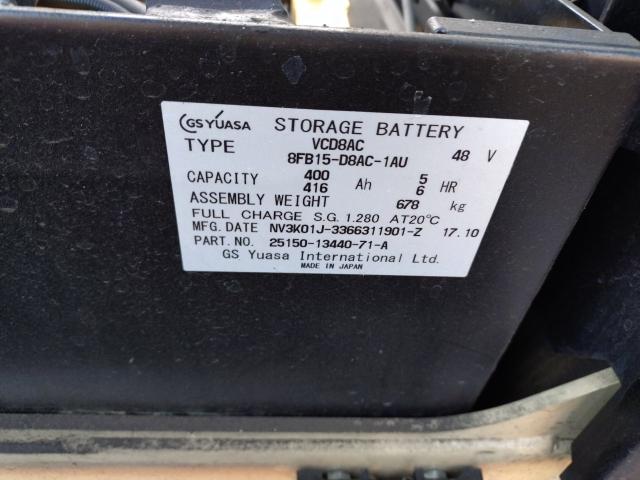 GS YUASA STORAGE BATTERY
TYPE VCD8AC 48 V
8FB15-D8AC-1AU
CAPACITY 400 Ah 5 HR
416 6
ASSEMBLY WEIGHT 678 kg
FULL CHARGE S.G. 1.280 AT20℃
MFG. DATE NV3K01J-3366311901-Z 17.10
PART. NO. 25150-13440-71-A
GS Yuasa International Ltd.
MADE IN JAPAN